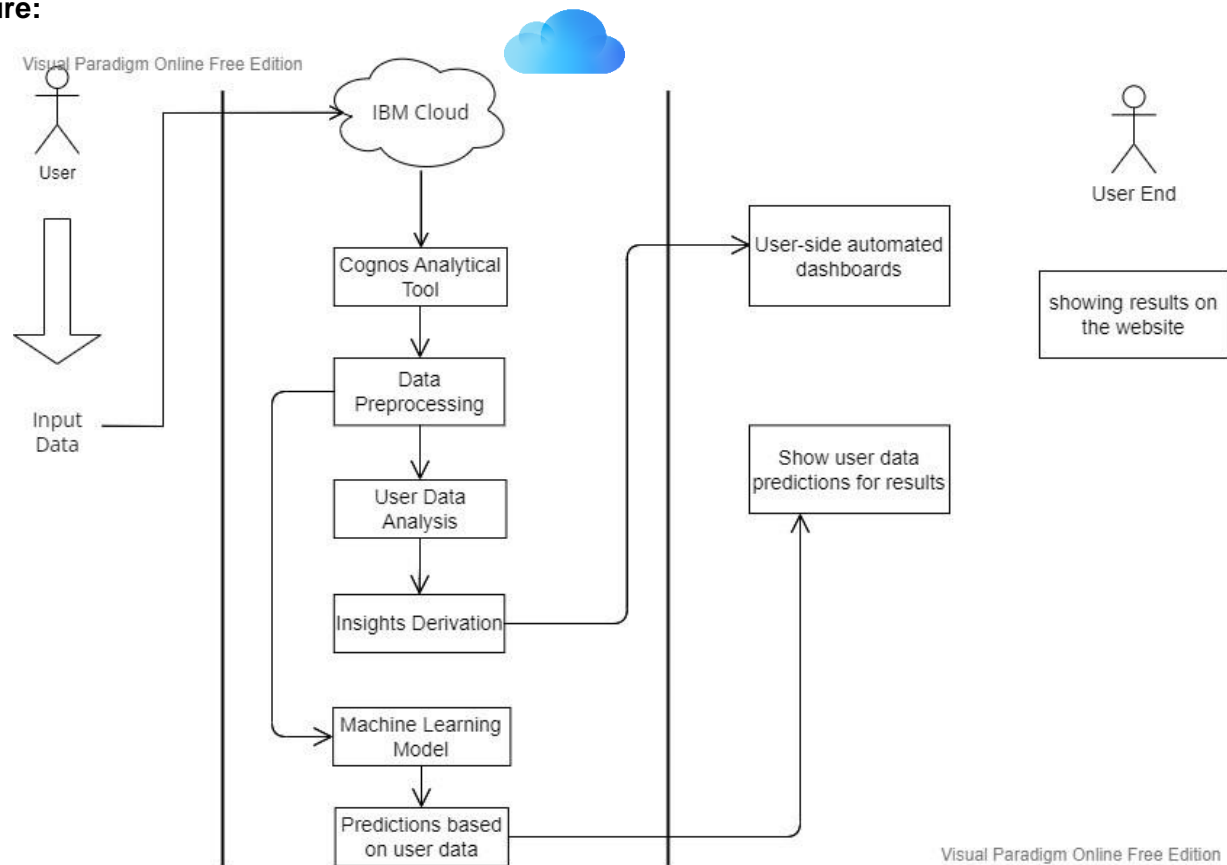 ure:
Visual Paradigm Online Free Edition
User
Input
Data
IBM Cloud
Cognos Analytical
Tool
Data
Preprocessing
User Data
Analysis
Insights Derivation
Machine Learning
Model
Predictions based
on user data
User-side automated
dashboards
Show user data
predictions for results
User End
showing results on
the website
Visual Paradigm Online Free Edition